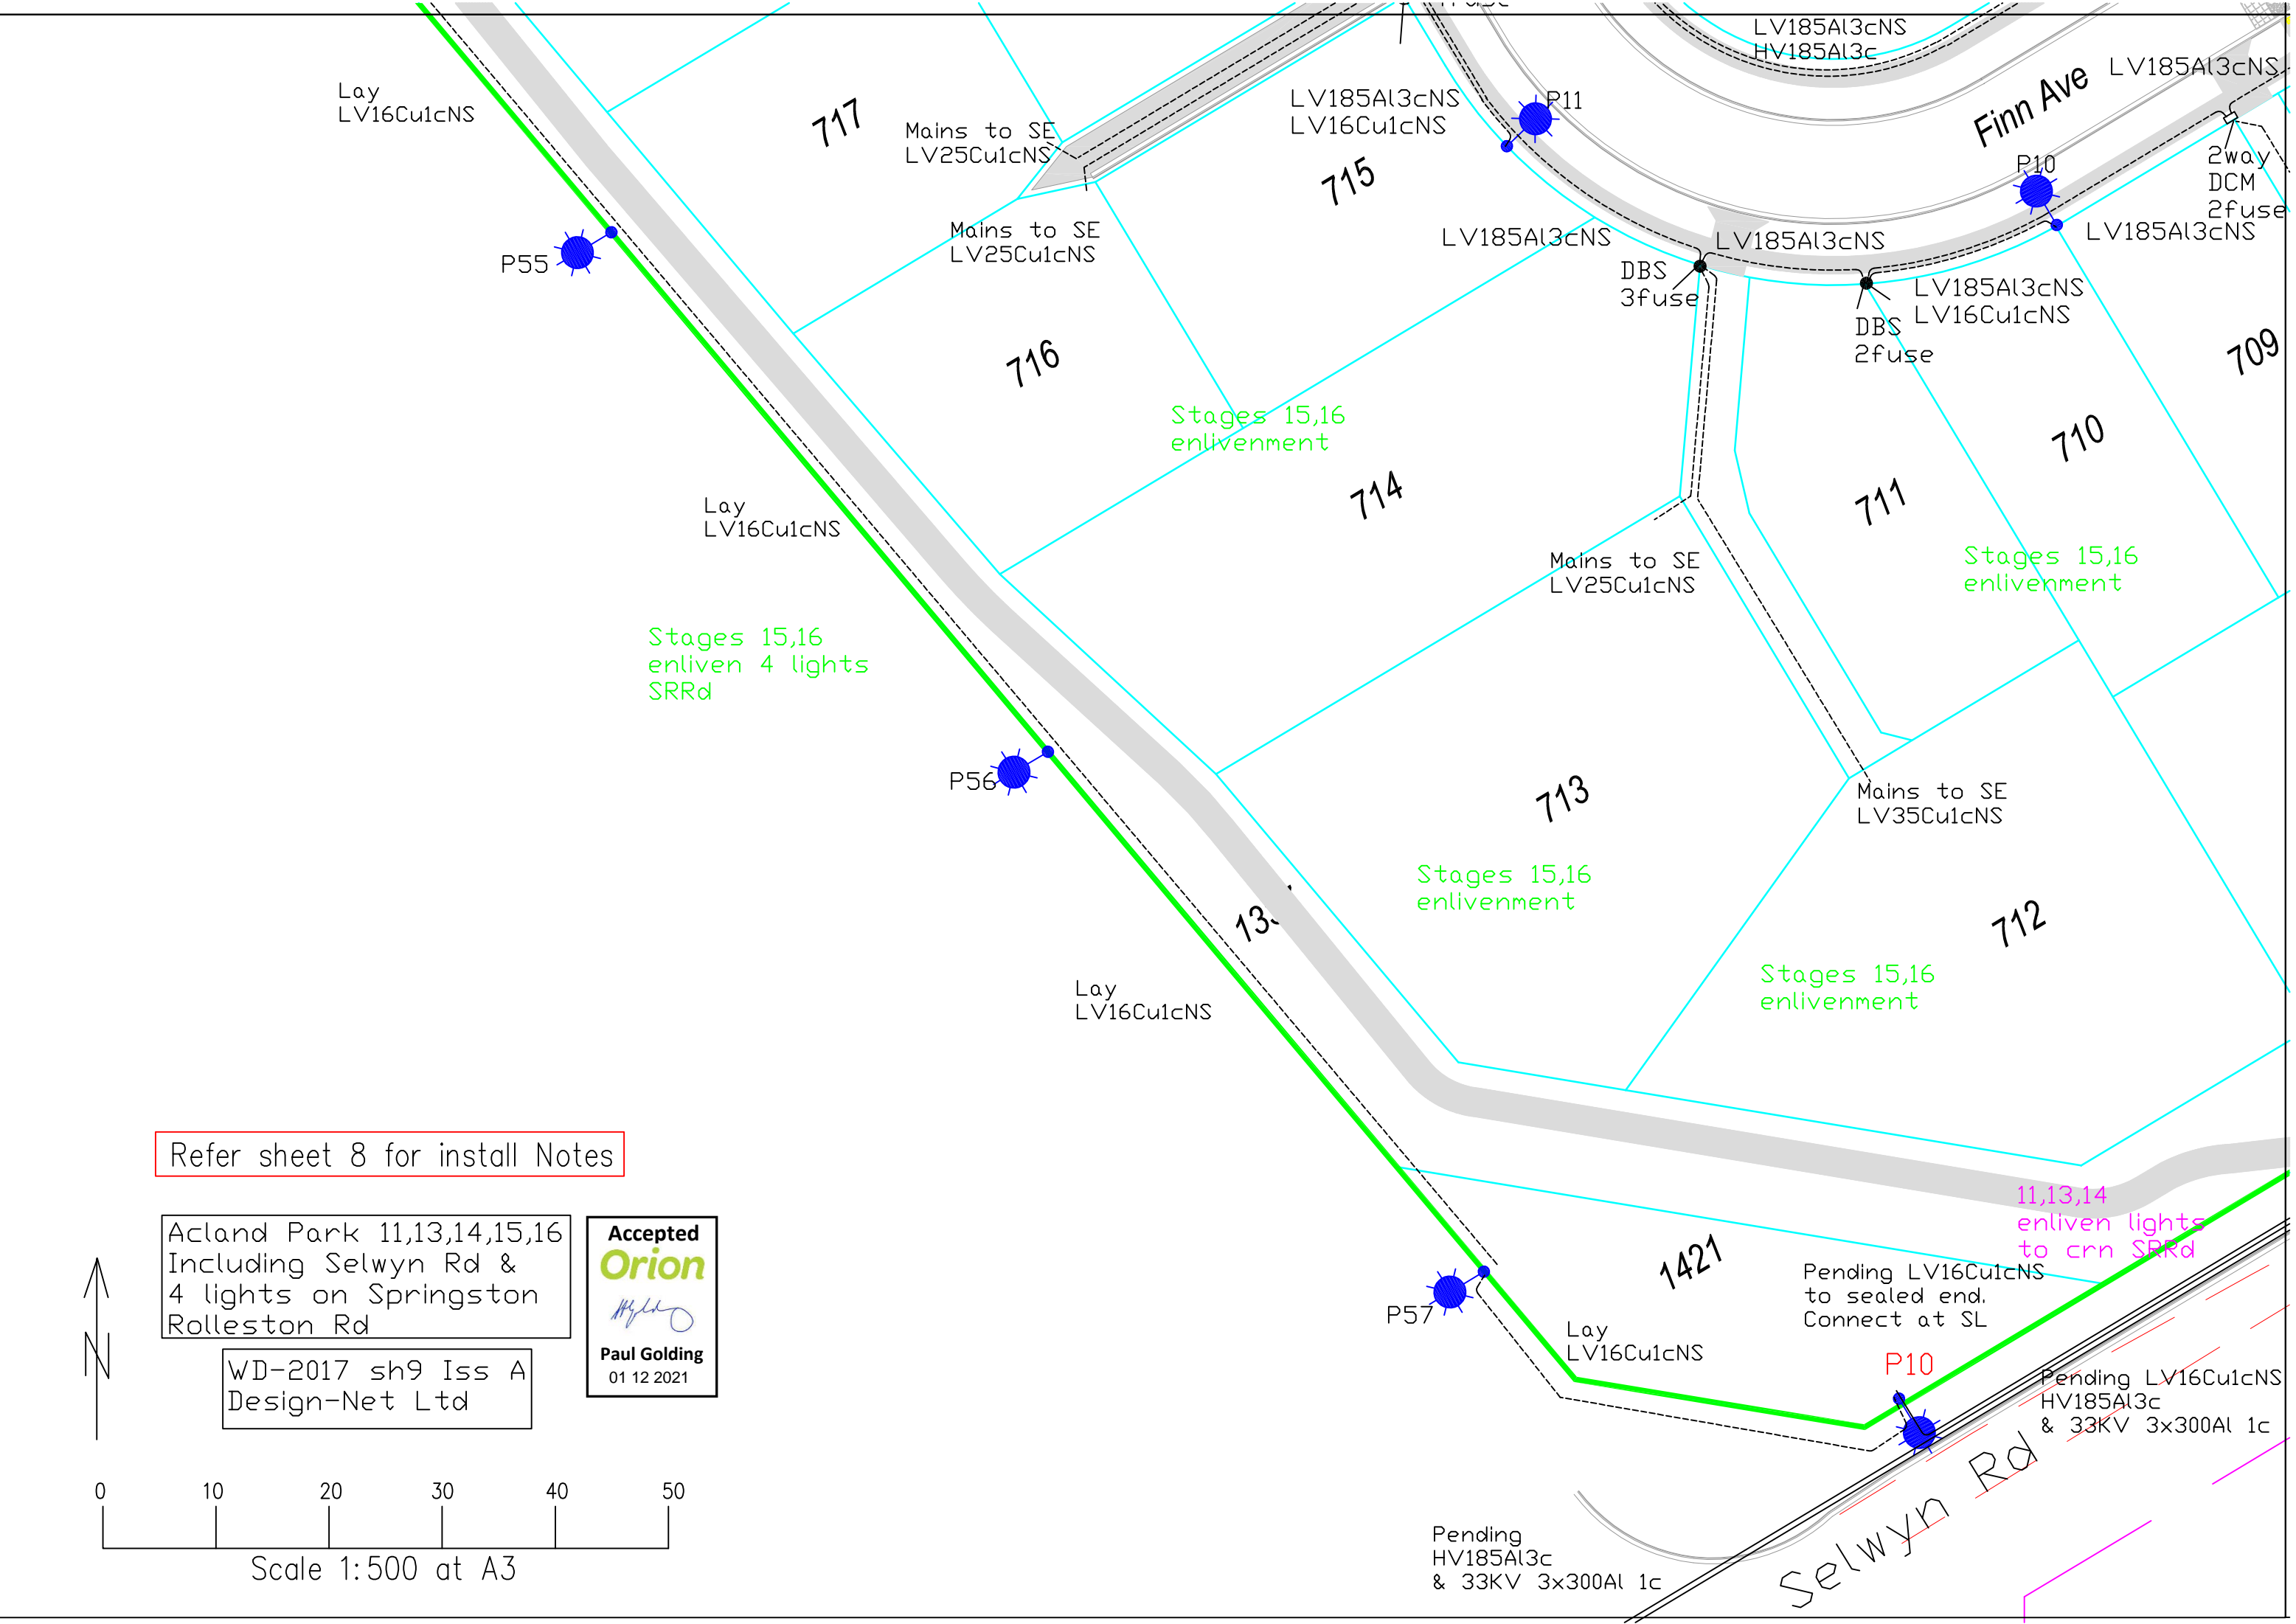 LV185Al3cNS
HV185Al3c
Finn Ave
LV185Al3cNS
Lay
LV16Cu1cNS
717
Mains to SE
LV25Cu1cNS
LV185Al3cNS
LV16Cu1cNS
P11
715
P10
2way
DCM
2fuse
Mains to SE
LV25Cu1cNS
P55
LV185Al3cNS
LV185Al3cNS
LV185Al3cNS
DBS
3fuse
LV185Al3cNS
LV16Cu1cNS
DBS
2fuse
709
716
Stages 15,16
enlivenment
710
714
711
Lay
LV16Cu1cNS
Mains to SE
LV25Cu1cNS
Stages 15,16
enlivenment
Stages 15,16
enliven 4 lights
SRRd
P56
713
Mains to SE
LV35Cu1cNS
Stages 15,16
enlivenment
712
Stages 15,16
enlivenment
Lay
LV16Cu1cNS
Refer sheet 8 for install Notes
11,13,14
enliven lights
to crn SRRd
Acland Park 11,13,14,15,16
Including Selwyn Rd &
4 lights on Springston
Rolleston Rd
Accepted
Orion
Paul Golding
01 12 2021
1421
P57
Pending LV16Cu1cNS
to sealed end.
Connect at SL
Lay
LV16Cu1cNS
P10
WD-2017 sh9 Iss A
Design-Net Ltd
N
Pending LV16Cu1cNS
HV185Al3c
& 33KV 3x300Al 1c
Selwyn Rd
0 10 20 30 40 50
Scale 1:500 at A3
Pending
HV185Al3c
& 33KV 3x300Al 1c